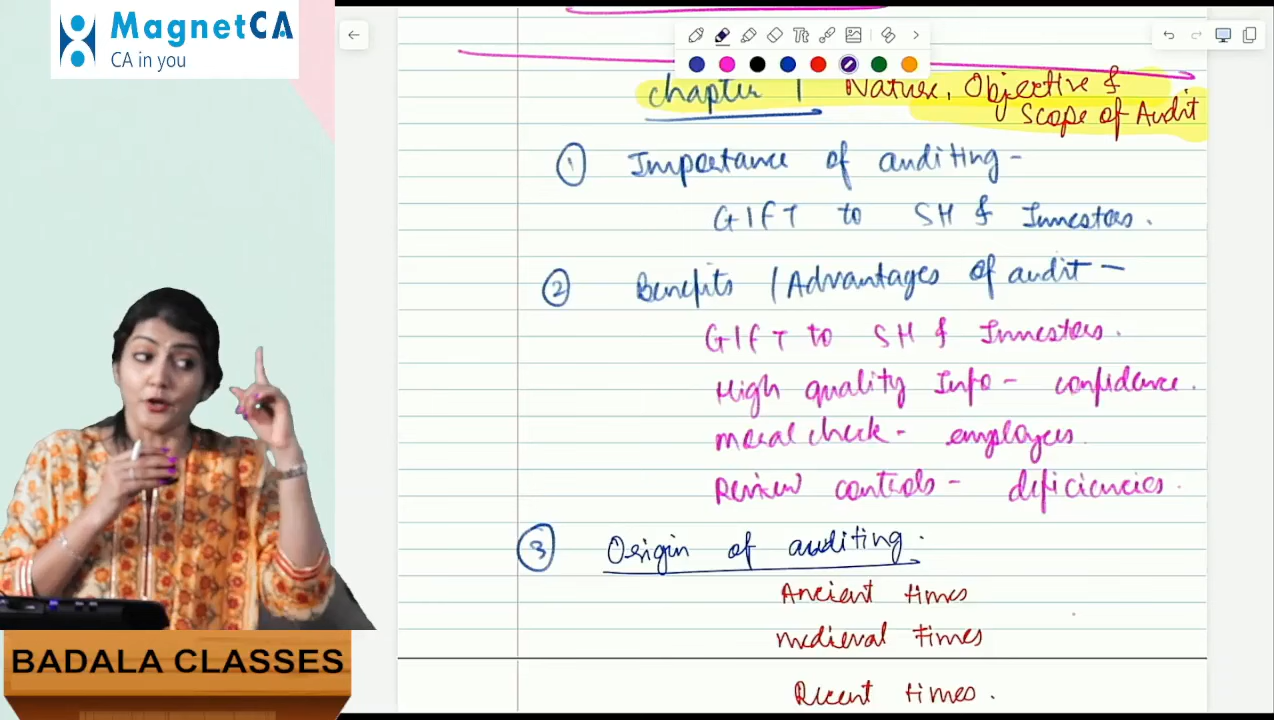 MagnetCA
CA in you
Chapter 1 Nature, Objective &
Scope of Audit
① Importance of auditing -
GIFT to SH & Investors.
② Benefits / Advantages of audit -
GIFT to SH & Investors.
High quality Info - confidence.
moral check - employees.
Review controls - deficiencies.
③ Origin of auditing.
Ancient times
medieval times
Recent times.
BADALA CLASSES